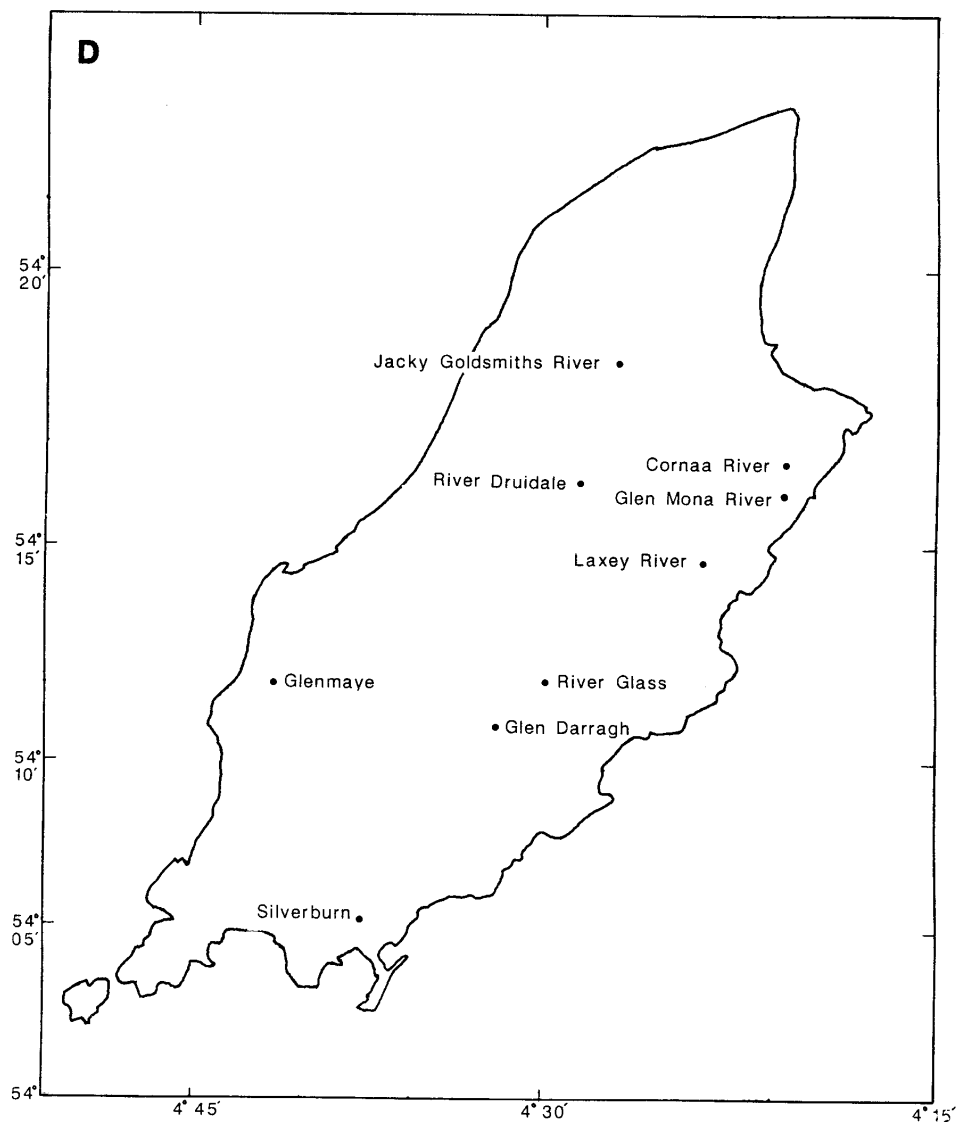 D
54°
20′
Jacky Goldsmiths River
Cornaa River
River Druidale
Glen Mona River
54°
15′
Laxey River
Glenmaye
River Glass
Glen Darragh
54°
10′
Silverburn
54°
05′
54°
4°45′
4°30′
4°15′